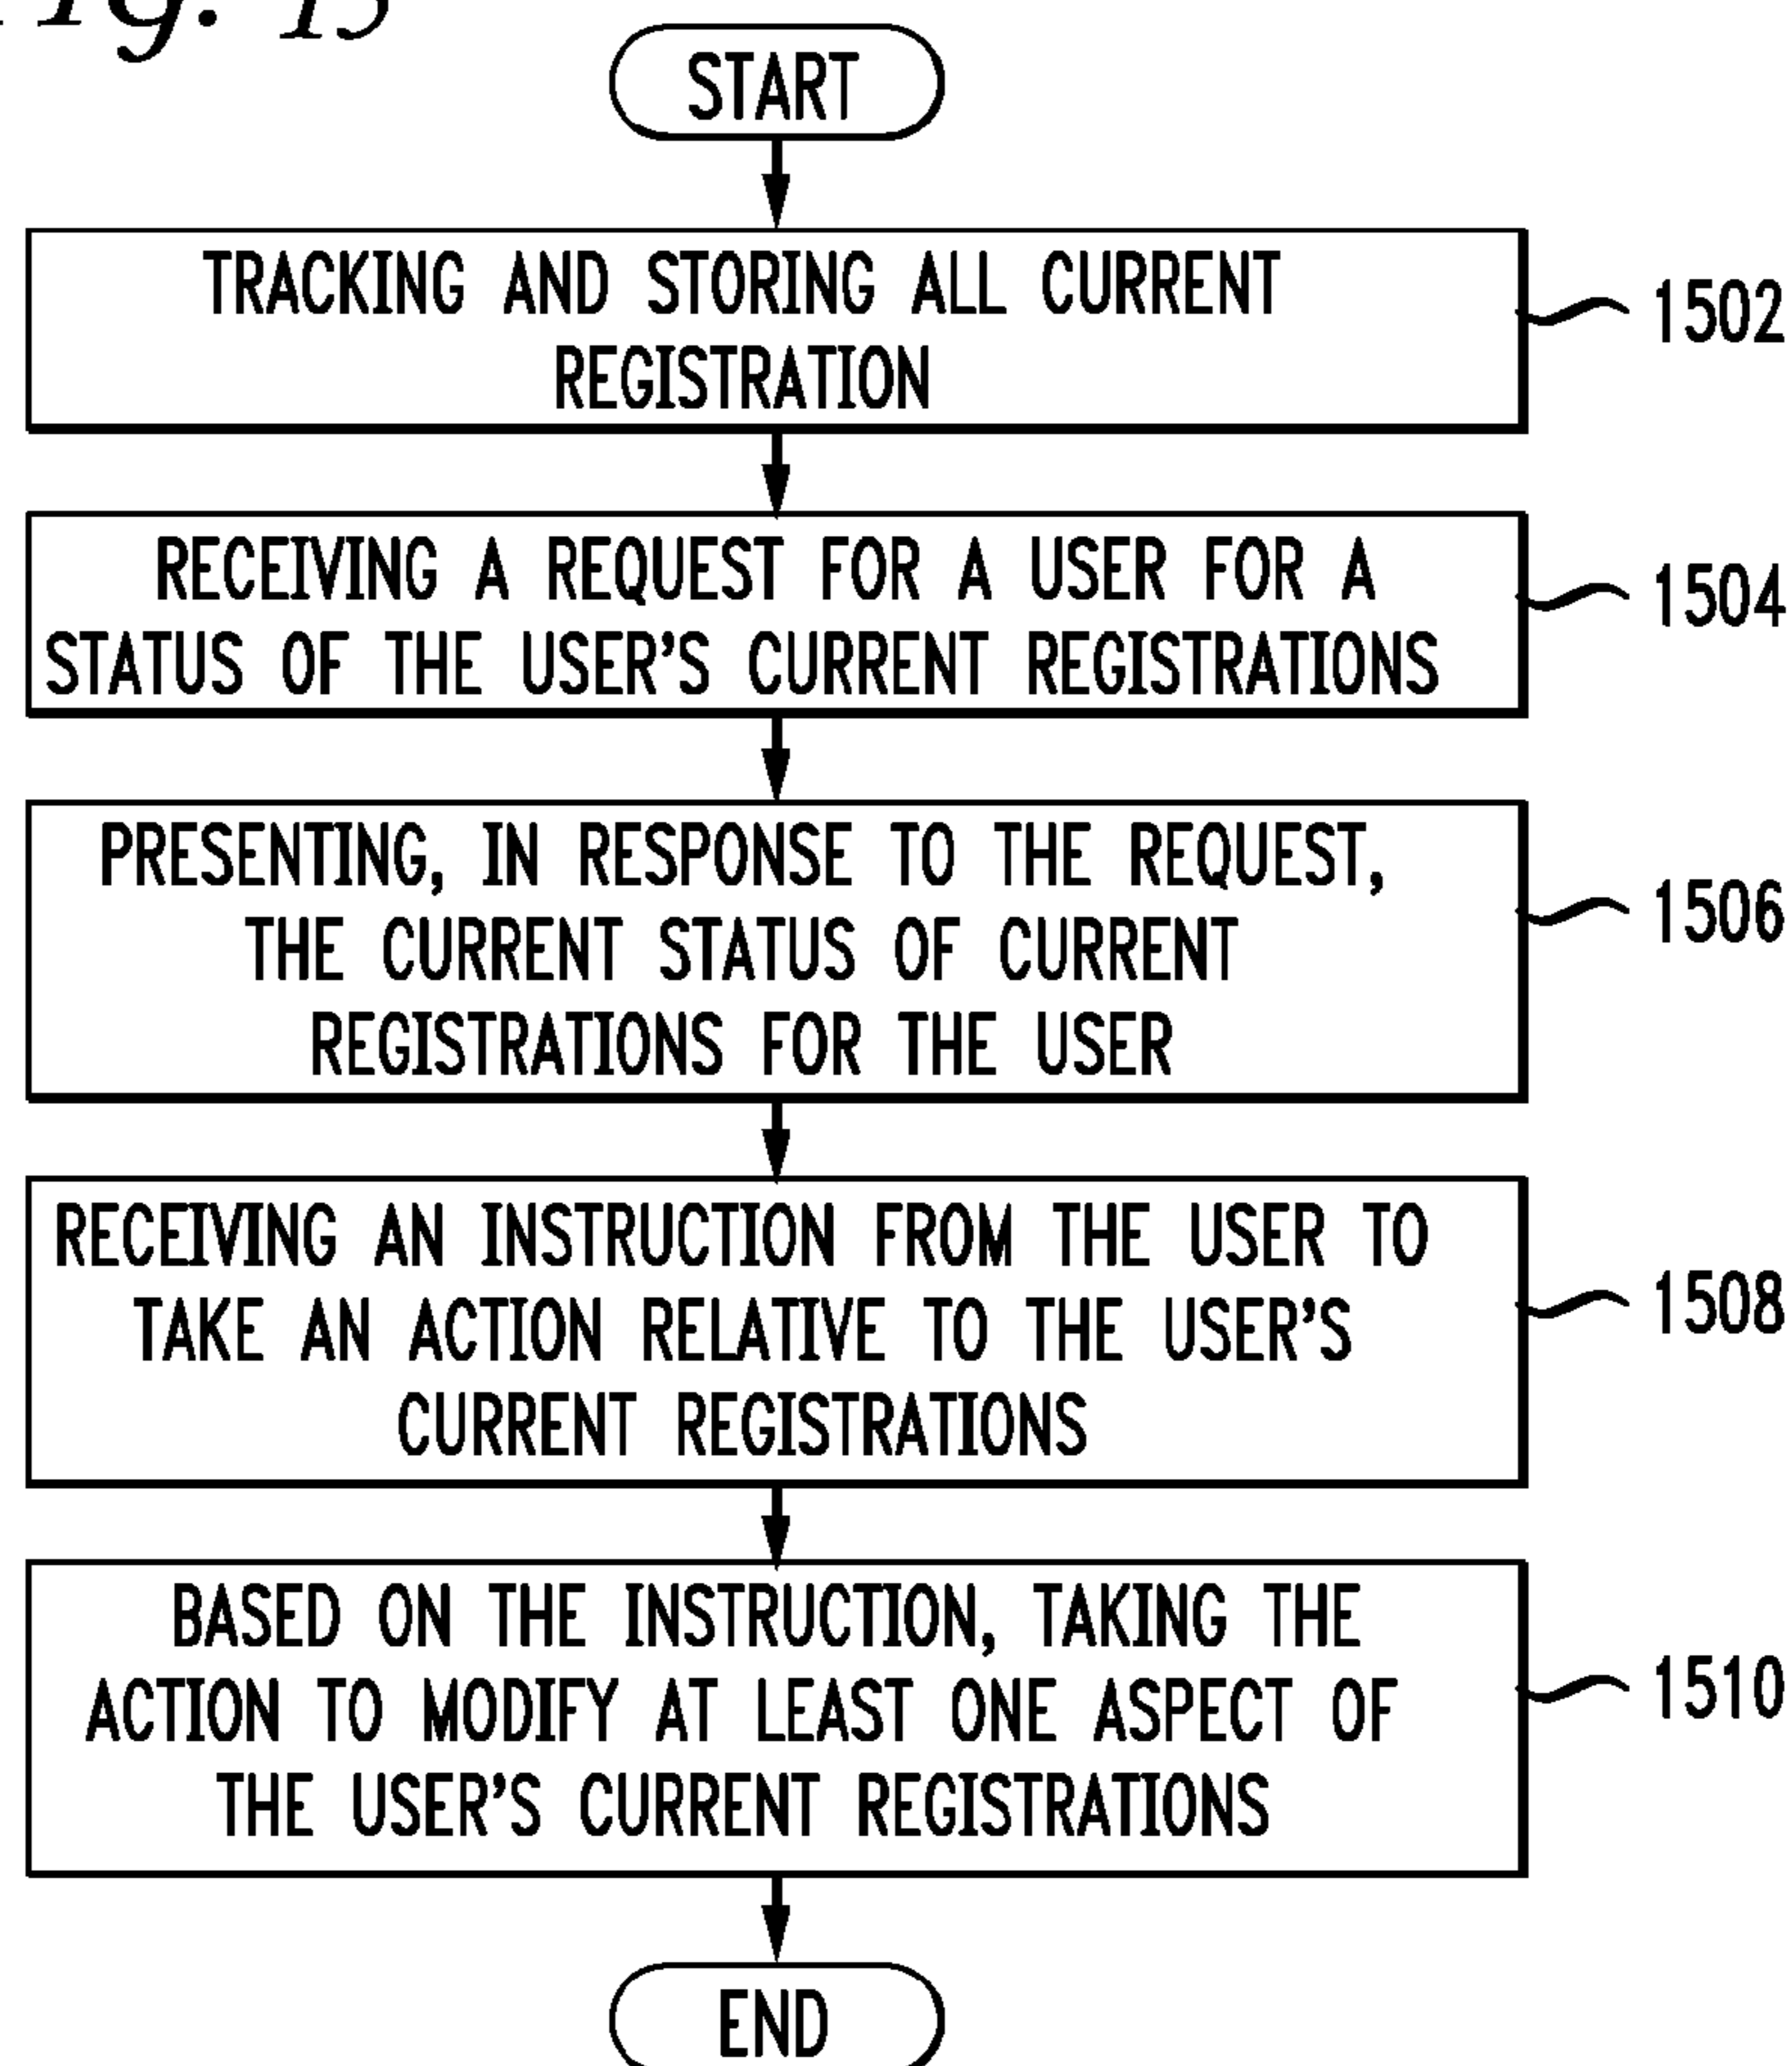 Fig. 15
START
TRACKING AND STORING ALL CURRENT
REGISTRATION
1502
RECEIVING A REQUEST FOR A USER FOR A
STATUS OF THE USER'S CURRENT REGISTRATIONS
1504
PRESENTING, IN RESPONSE TO THE REQUEST,
THE CURRENT STATUS OF CURRENT
REGISTRATIONS FOR THE USER
1506
RECEIVING AN INSTRUCTION FROM THE USER TO
TAKE AN ACTION RELATIVE TO THE USER'S
CURRENT REGISTRATIONS
1508
BASED ON THE INSTRUCTION, TAKING THE
ACTION TO MODIFY AT LEAST ONE ASPECT OF
THE USER'S CURRENT REGISTRATIONS
1510
END